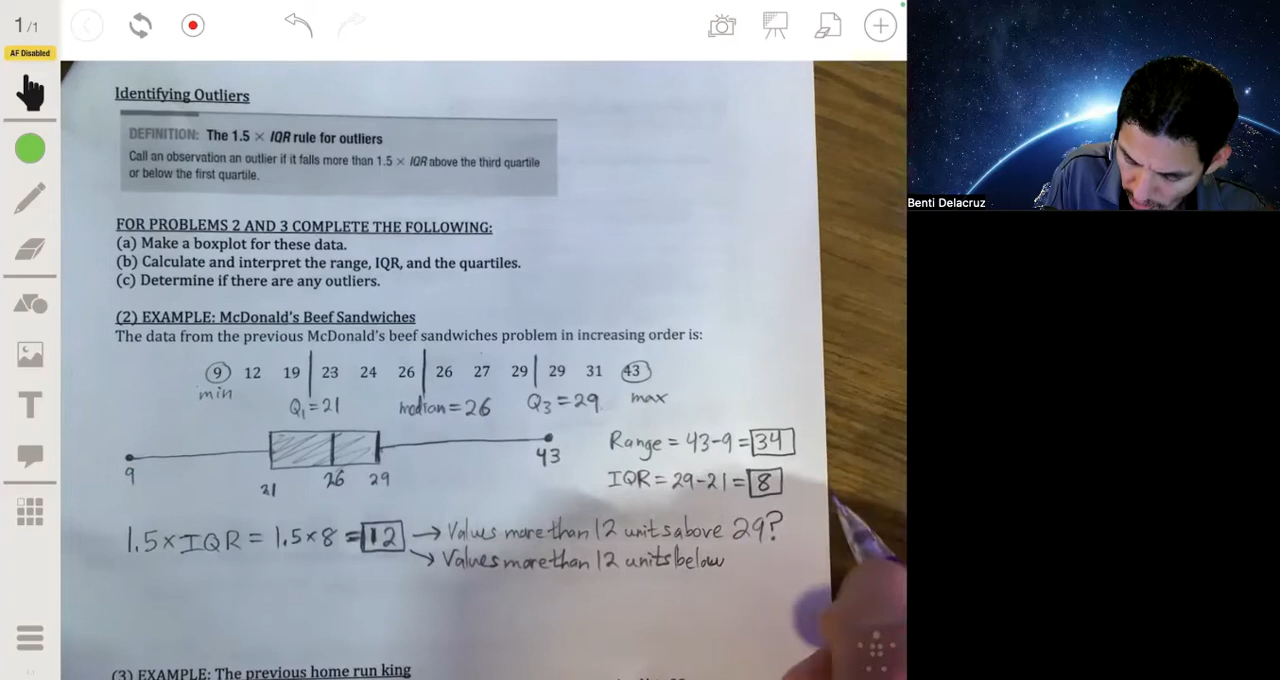 1/1
AF Disabled
Identifying Outliers
DEFINITION: The 1.5 × IQR rule for outliers
Call an observation an outlier if it falls more than 1.5 × IQR above the third quartile
or below the first quartile.
FOR PROBLEMS 2 AND 3 COMPLETE THE FOLLOWING:
(a) Make a boxplot for these data.
(b) Calculate and interpret the range, IQR, and the quartiles.
(c) Determine if there are any outliers.
(2) EXAMPLE: McDonald's Beef Sandwiches
The data from the previous McDonald's beef sandwiches problem in increasing order is:
9 12 19 23 24 26 26 27 29 29 31 43
min Q₁=21 median=26 Q₃=29 max
Range = 43-9 = 34
9 21 26 29 43
IQR = 29-21 = 8
1.5×IQR = 1.5×8 = 12 → Values more than 12 units above 29?
→ Values more than 12 units below
(3) EXAMPLE: The previous home run king
Benti Delacruz